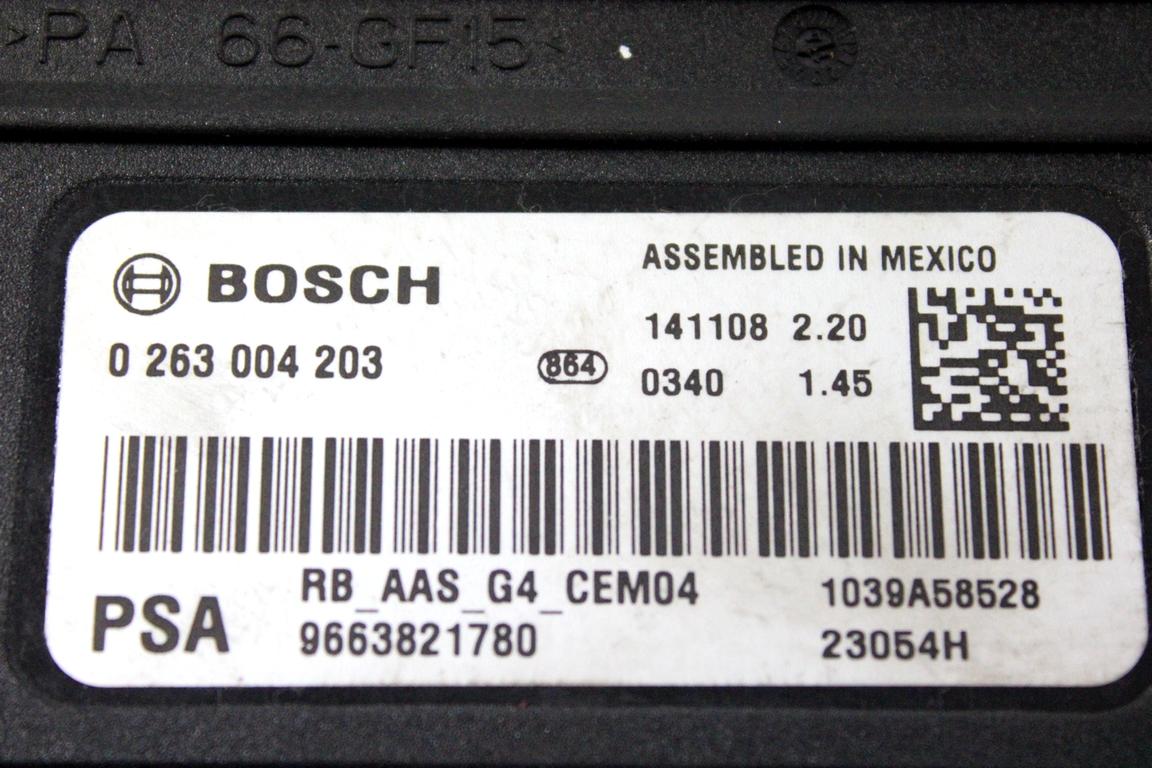 >PA 66-GF15<
BOSCH
0 263 004 203
864
ASSEMBLED IN MEXICO
141108 2.20
0340 1.45
PSA
RB_AAS_G4_CEM04
9663821780
1039A58528
23054H